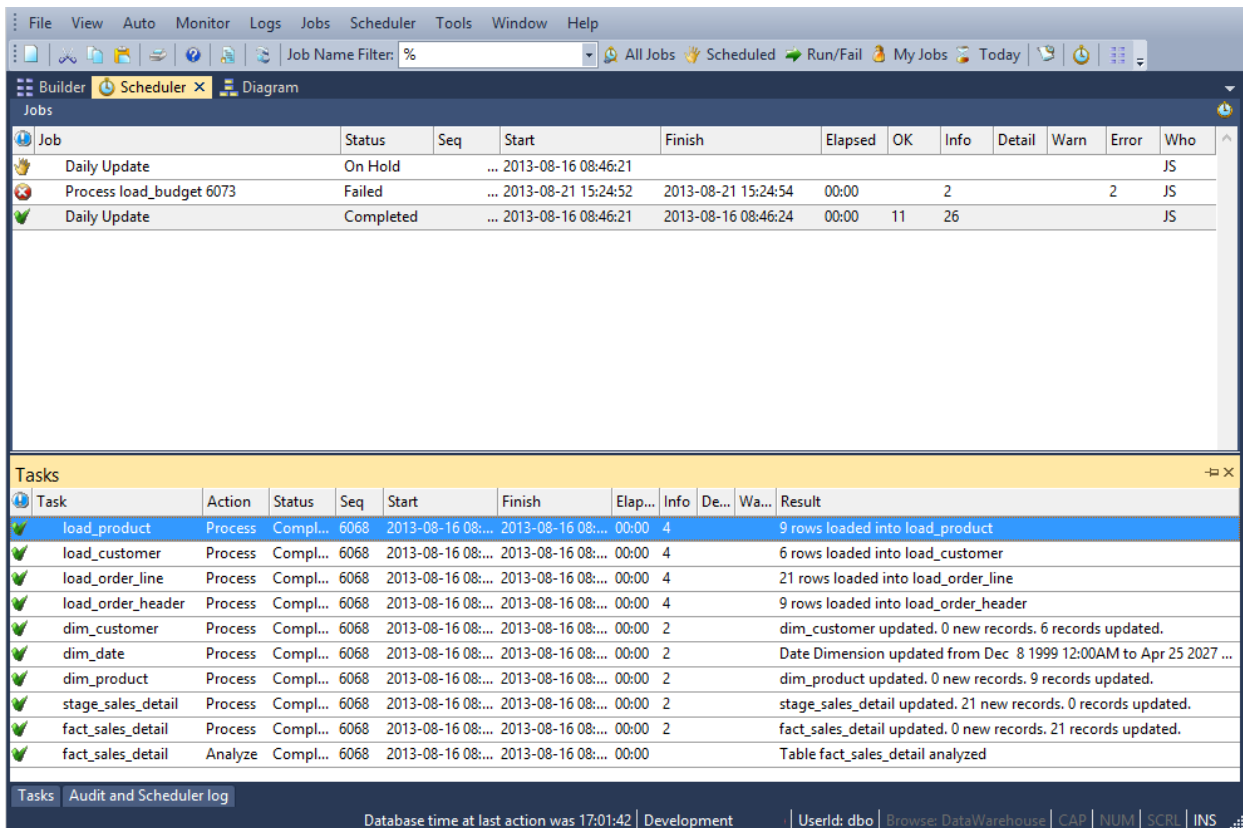 File View Auto Monitor Logs Jobs Scheduler Tools Window Help
Job Name Filter: % All Jobs Scheduled Run/Fail My Jobs Today
Builder Scheduler Diagram
Jobs
Job Status Seq Start Finish Elapsed OK Info Detail Warn Error Who
Daily Update On Hold ... 2013-08-16 08:46:21 JS
Process load_budget 6073 Failed ... 2013-08-21 15:24:52 2013-08-21 15:24:54 00:00 2 2 JS
Daily Update Completed ... 2013-08-16 08:46:21 2013-08-16 08:46:24 00:00 11 26 JS
Tasks
Task Action Status Seq Start Finish Elap... Info De... Wa... Result
load_product Process Compl... 6068 2013-08-16 08:... 2013-08-16 08:... 00:00 4 9 rows loaded into load_product
load_customer Process Compl... 6068 2013-08-16 08:... 2013-08-16 08:... 00:00 4 6 rows loaded into load_customer
load_order_line Process Compl... 6068 2013-08-16 08:... 2013-08-16 08:... 00:00 4 21 rows loaded into load_order_line
load_order_header Process Compl... 6068 2013-08-16 08:... 2013-08-16 08:... 00:00 4 9 rows loaded into load_order_header
dim_customer Process Compl... 6068 2013-08-16 08:... 2013-08-16 08:... 00:00 2 dim_customer updated. 0 new records. 6 records updated.
dim_date Process Compl... 6068 2013-08-16 08:... 2013-08-16 08:... 00:00 2 Date Dimension updated from Dec 8 1999 12:00AM to Apr 25 2027 ...
dim_product Process Compl... 6068 2013-08-16 08:... 2013-08-16 08:... 00:00 2 dim_product updated. 0 new records. 9 records updated.
stage_sales_detail Process Compl... 6068 2013-08-16 08:... 2013-08-16 08:... 00:00 2 stage_sales_detail updated. 21 new records. 0 records updated.
fact_sales_detail Process Compl... 6068 2013-08-16 08:... 2013-08-16 08:... 00:00 2 fact_sales_detail updated. 0 new records. 21 records updated.
fact_sales_detail Analyze Compl... 6068 2013-08-16 08:... 2013-08-16 08:... 00:00 Table fact_sales_detail analyzed
Tasks Audit and Scheduler log
Database time at last action was 17:01:42 Development UserId: dbo Browse: DataWarehouse CAP NUM SCRL INS